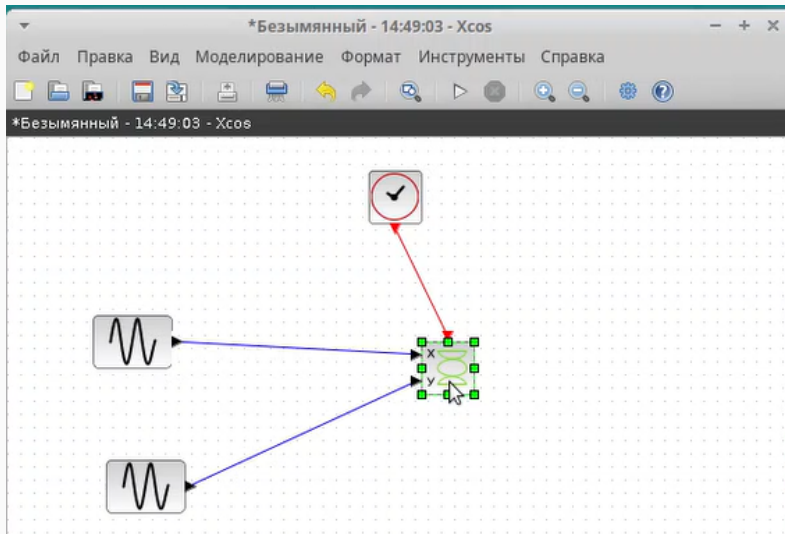 *Безымянный - 14:49:03 - Xcos
Файл Правка Вид Моделирование Формат Инструменты Справка
*Безымянный - 14:49:03 - Xcos
X
y